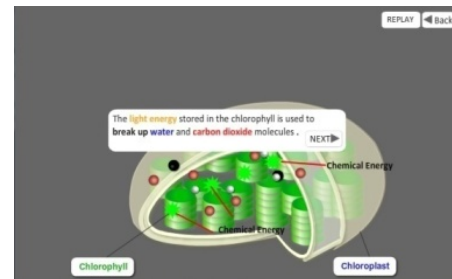 REPLAY
Back
The light energy stored in the chlorophyll is used to
break up water and carbon dioxide molecules .
NEXT
Chemical Energy
Chemical Energy
Chlorophyll
Chloroplast